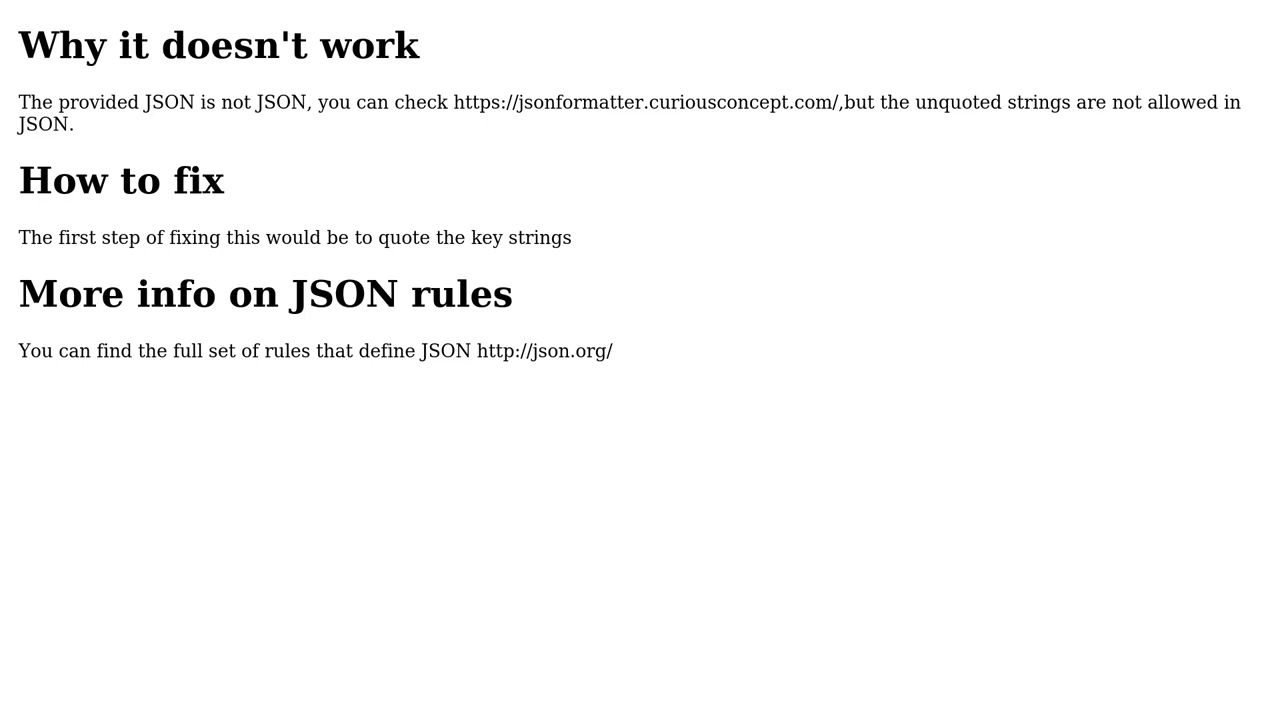 Why it doesn't work
The provided JSON is not JSON, you can check https://jsonformatter.curiousconcept.com/,but the unquoted strings are not allowed in
JSON.
How to fix
The first step of fixing this would be to quote the key strings
More info on JSON rules
You can find the full set of rules that define JSON http://json.org/